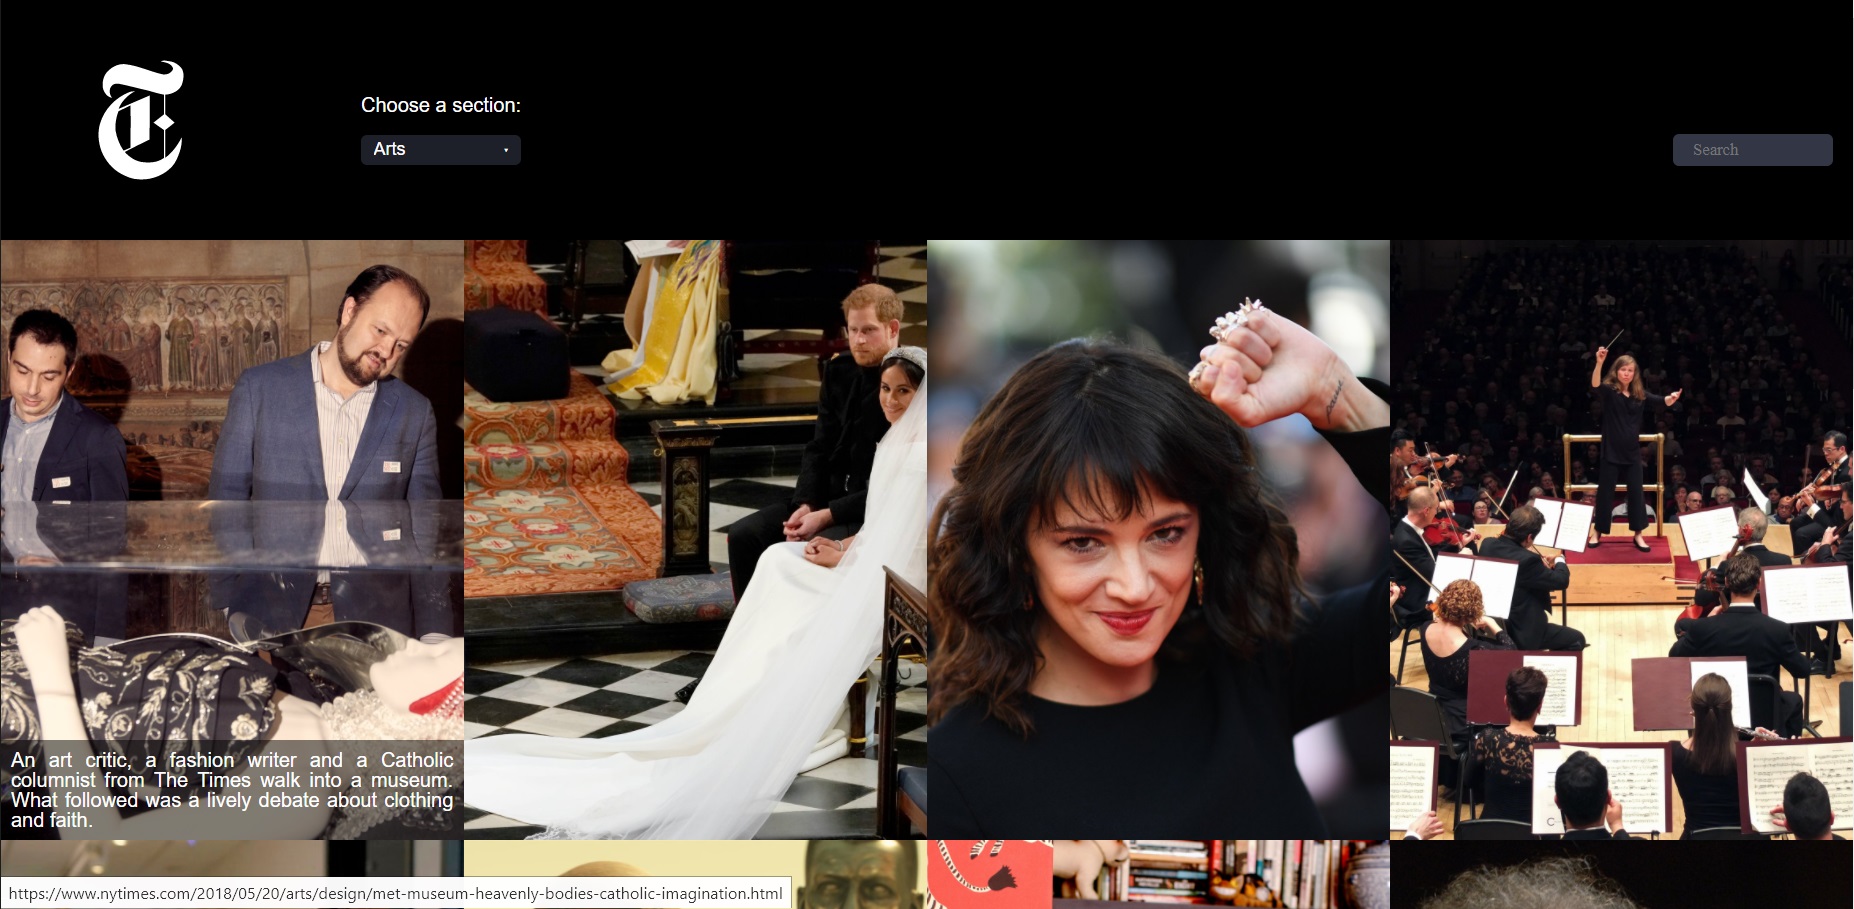 T
Choose a section:
Arts
Search
An art critic, a fashion writer and a Catholic
columnist from The Times walk into a museum.
What followed was a lively debate about clothing
and faith.
https://www.nytimes.com/2018/05/20/arts/design/met-museum-heavenly-bodies-catholic-imagination.html